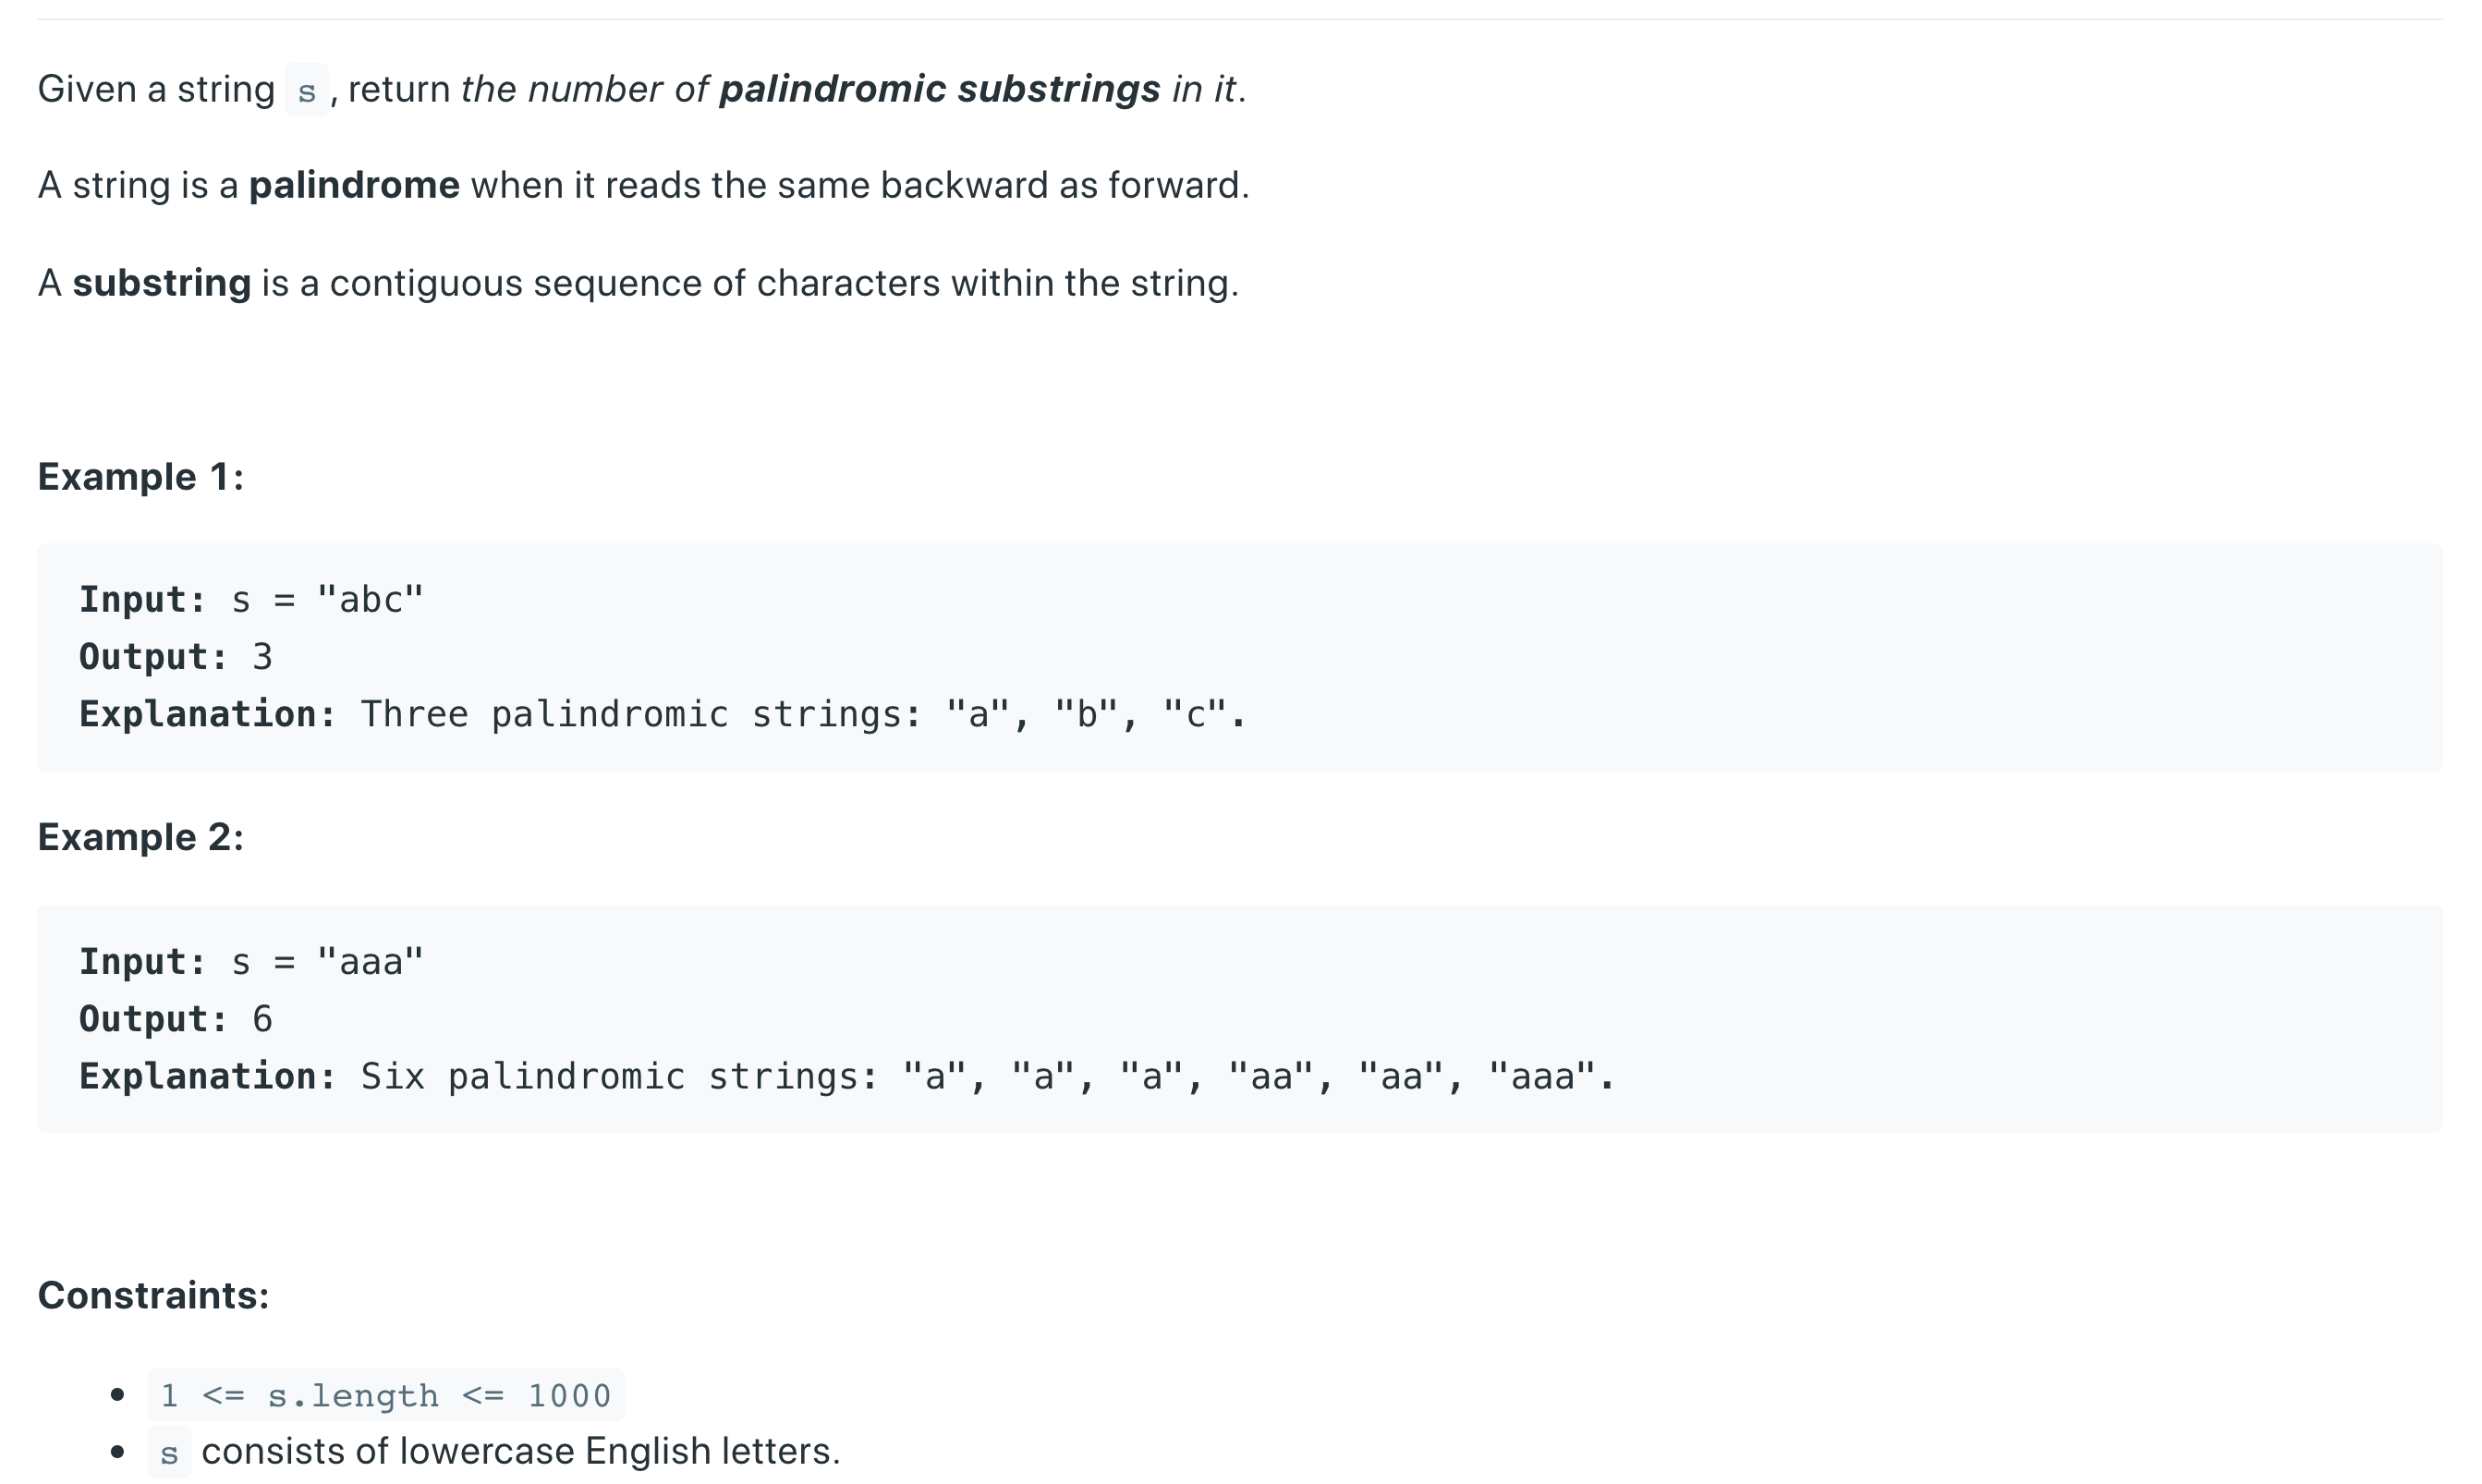 Given a string s, return the number of palindromic substrings in it.
A string is a palindrome when it reads the same backward as forward.
A substring is a contiguous sequence of characters within the string.
Example 1:
Input: s = "abc"
Output: 3
Explanation: Three palindromic strings: "a", "b", "c".
Example 2:
Input: s = "aaa"
Output: 6
Explanation: Six palindromic strings: "a", "a", "a", "aa", "aa", "aaa".
Constraints:
• 1 <= s.length <= 1000
• s consists of lowercase English letters.